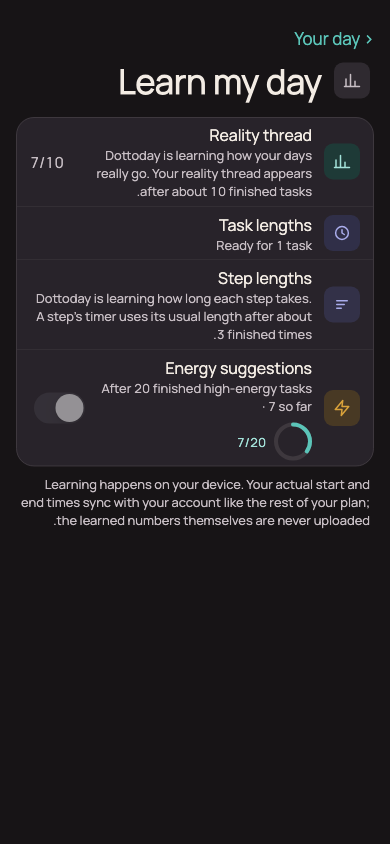 Your day
Learn my day
Reality thread
Dottoday is learning how your days
really go. Your reality thread appears
.after about 10 finished tasks
7/10
Task lengths
Ready for 1 task
Step lengths
Dottoday is learning how long each step takes.
A step's timer uses its usual length after about
.3 finished times
Energy suggestions
After 20 finished high-energy tasks
· 7 so far
7/20
Learning happens on your device. Your actual start and
end times sync with your account like the rest of your plan;
.the learned numbers themselves are never uploaded